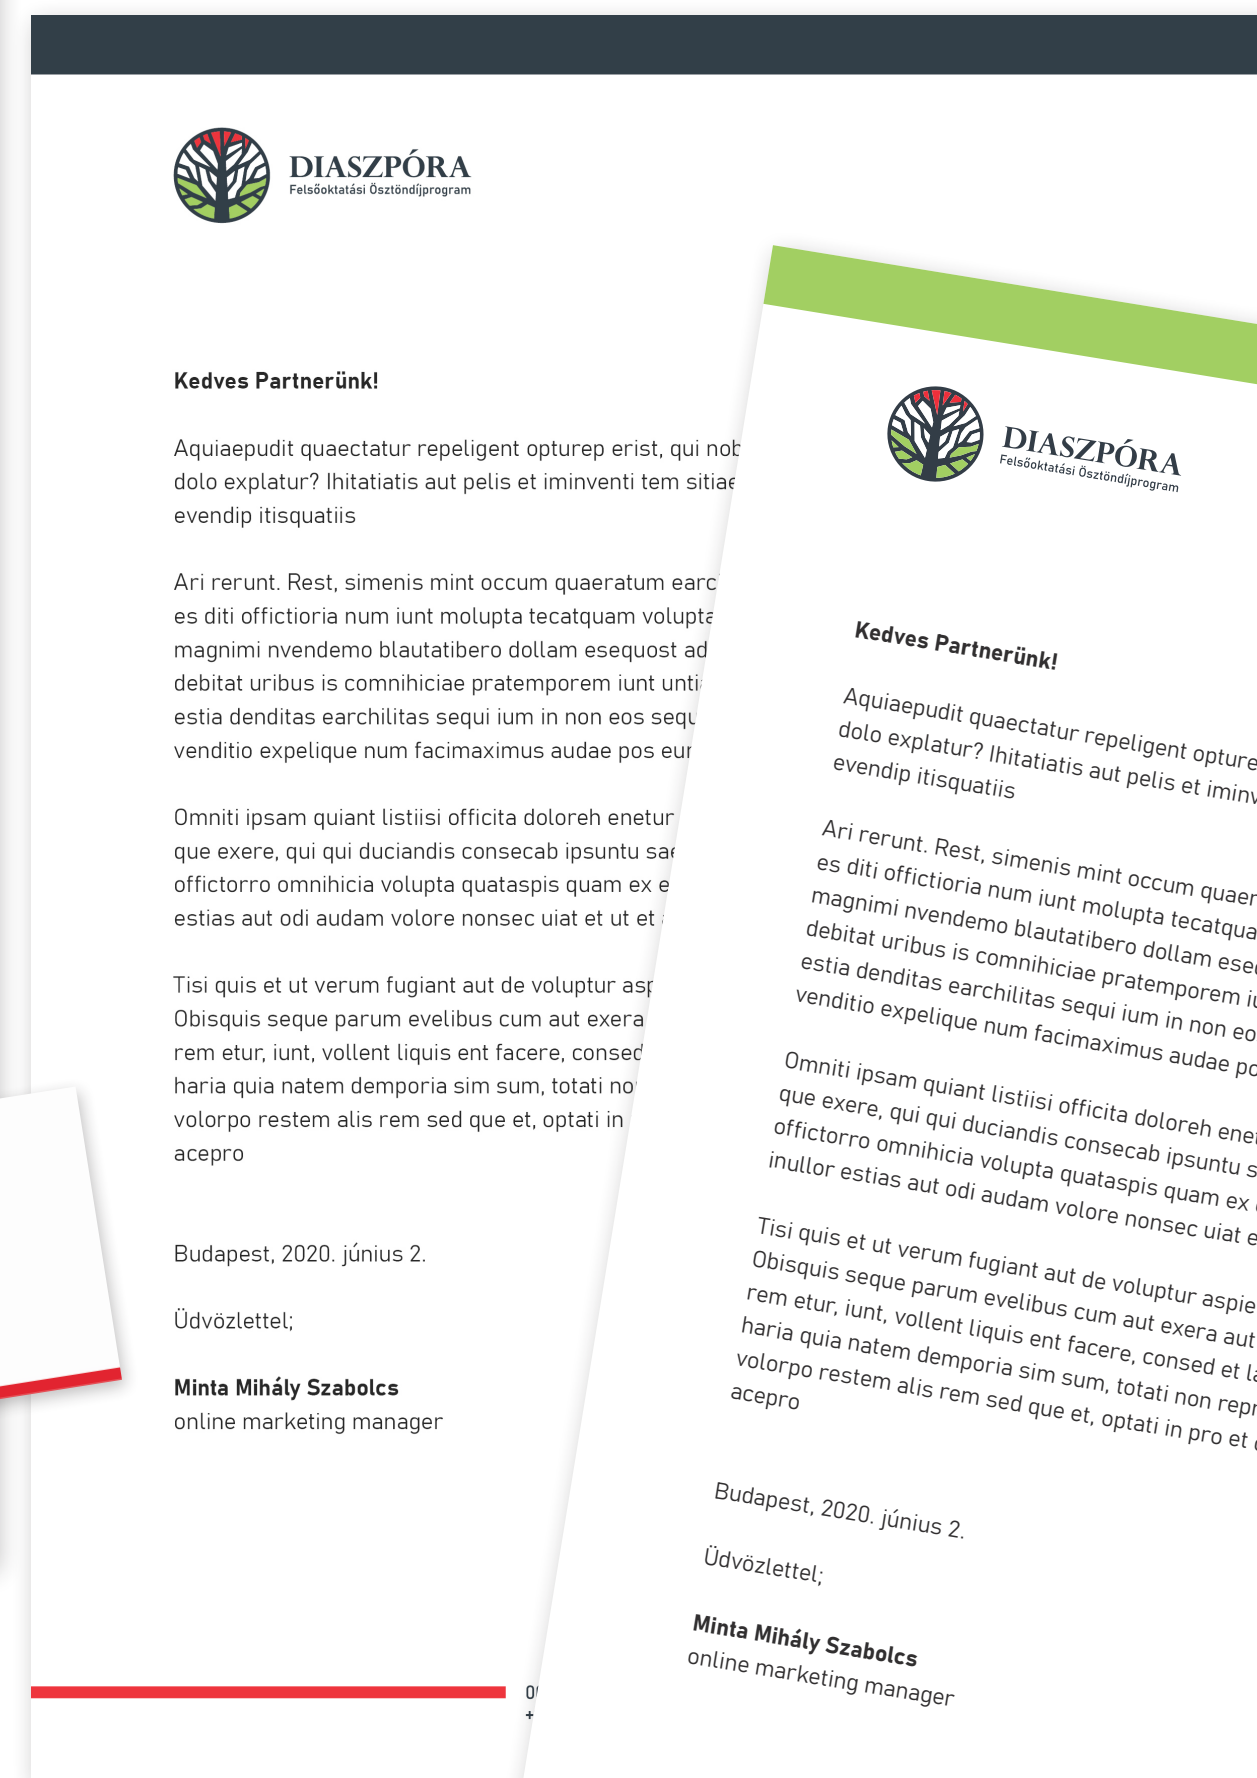 DIASZPÓRA
Felsőoktatási Ösztöndíjprogram
Kedves Partnerünk!
Aquiaepudit quaectatur repeligent opturep erist, qui nob
dolo explatur? Ihitatiatis aut pelis et iminventi tem sitiae
evendip itisquatiis
Ari rerunt. Rest, simenis mint occum quaeratum earc
es diti offictioria num iunt molupta tecatquam volupta
magnimi nvendemo blautatibero dollam esequost ad
debitat uribus is comnihiciae pratemporem iunt unti
estia denditas earchilitas sequi ium in non eos sequ
venditio expelique num facimaximus audae pos eur
Omniti ipsam quiant listiisi officita doloreh enetur
que exere, qui qui duciandis consecab ipsuntu sae
offictorro omnihicia volupta quataspis quam ex e
estias aut odi audam volore nonsec uiat et ut et
Tisi quis et ut verum fugiant aut de voluptur asp
Obisquis seque parum evelibus cum aut exera
rem etur, iunt, vollent liquis ent facere, consed
haria quia natem demporia sim sum, totati no
volorpo restem alis rem sed que et, optati in
acepro
Budapest, 2020. június 2.
Üdvözlettel;
Minta Mihály Szabolcs
online marketing manager
DIASZPÓRA
Felsőoktatási Ösztöndíjprogram
Kedves Partnerünk!
Aquiaepudit quaectatur repeligent opture
dolo explatur? Ihitatiatis aut pelis et iminv
evendip itisquatiis
Ari rerunt. Rest, simenis mint occum quaer
es diti offictioria num iunt molupta tecatqua
magnimi nvendemo blautatibero dollam esec
debitat uribus is comnihiciae pratemporem iu
estia denditas earchilitas sequi ium in non eo
venditio expelique num facimaximus audae po
Omniti ipsam quiant listiisi officita doloreh enet
que exere, qui qui duciandis consecab ipsuntu s
offictorro omnihicia volupta quataspis quam ex
inullor estias aut odi audam volore nonsec uiat e
Tisi quis et ut verum fugiant aut de voluptur aspie
Obisquis seque parum evelibus cum aut exera aut
rem etur, iunt, vollent liquis ent facere, consed et la
haria quia natem demporia sim sum, totati non repr
volorpo restem alis rem sed que et, optati in pro et
acepro
Budapest, 2020. június 2.
Üdvözlettel;
Minta Mihály Szabolcs
online marketing manager